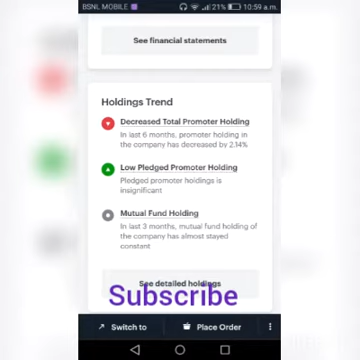 BSNL MOBILE 21% 10:59 a.m.
See financial statements
Holdings Trend
Decreased Total Promoter Holding
In last 6 months, promoter holding in
the company has decreased by 2.14%
Low Pledged Promoter Holding
Pledged promoter holdings is
insignificant
Mutual Fund Holding
In last 3 months, mutual fund holding of
the company has almost stayed
constant
See detailed holdings
Subscribe
Switch to Place Order